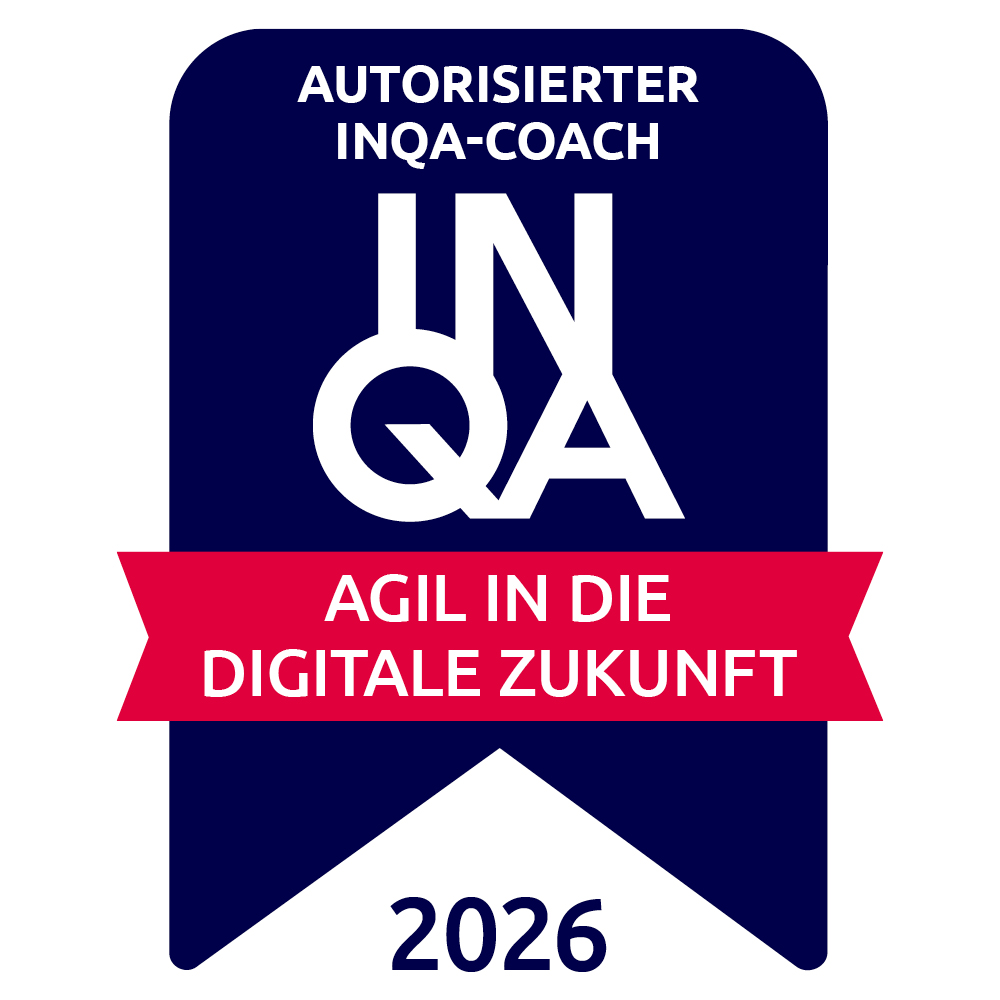 AUTORISIERTER
INQA-COACH
IN
QA
AGIL IN DIE
DIGITALE ZUKUNFT
2026